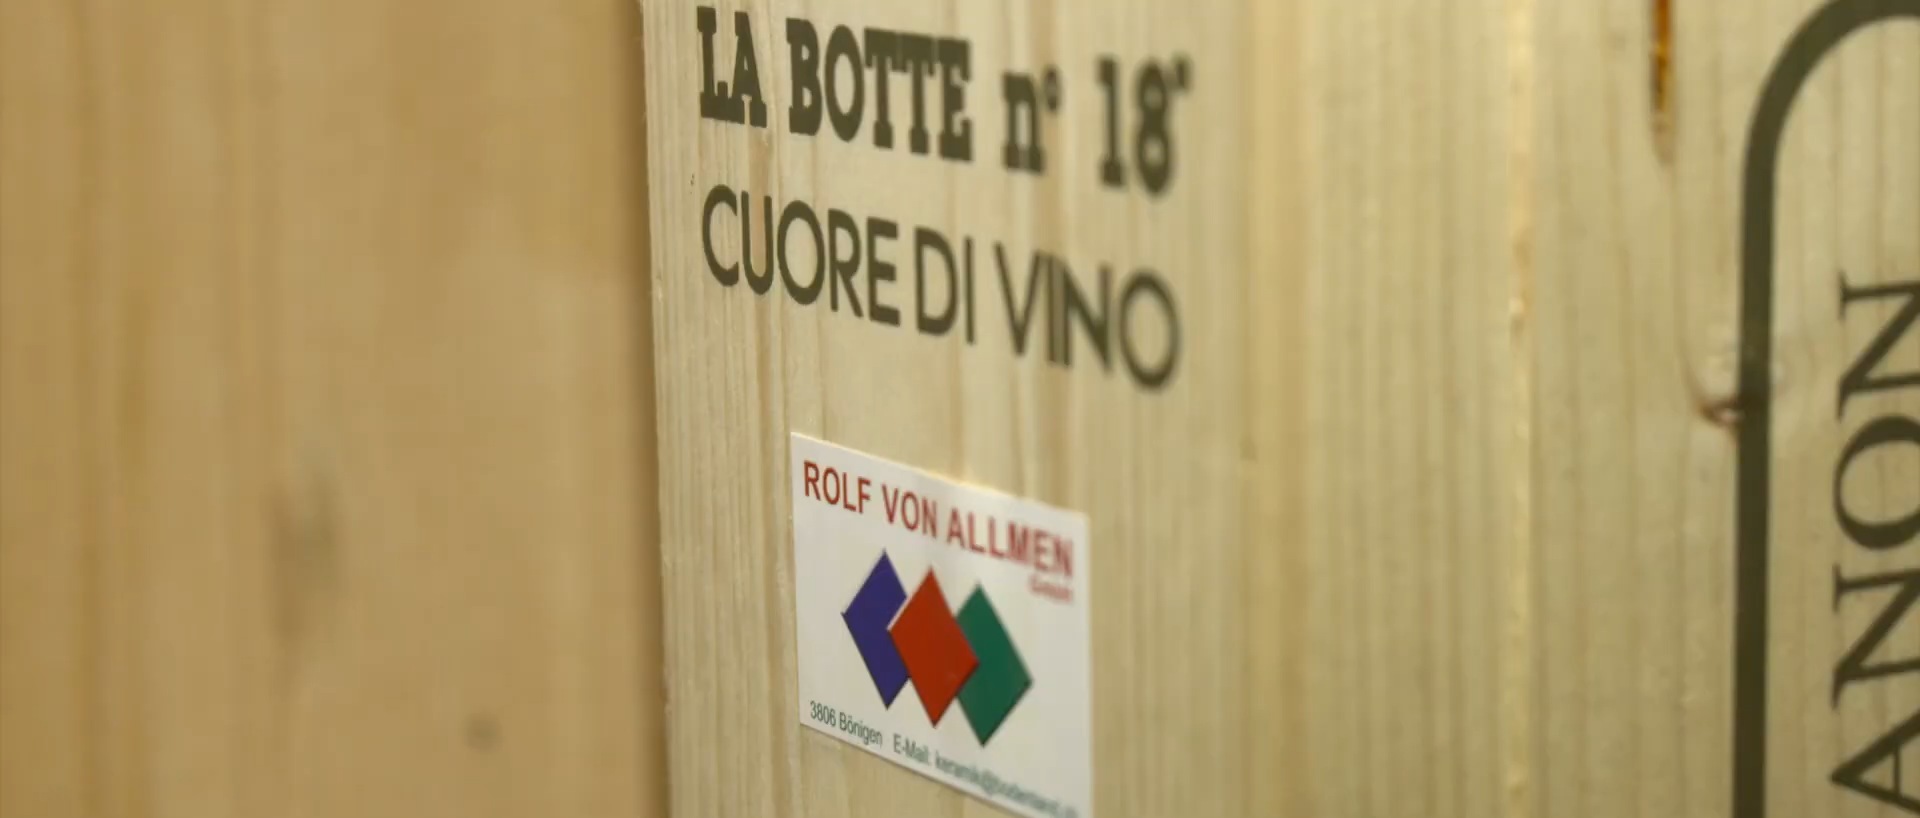 LA BOTTE n° 18
CUORE DI VINO
ROLF VON ALLMEN
3806 Bönigen E-Mail:
ANON